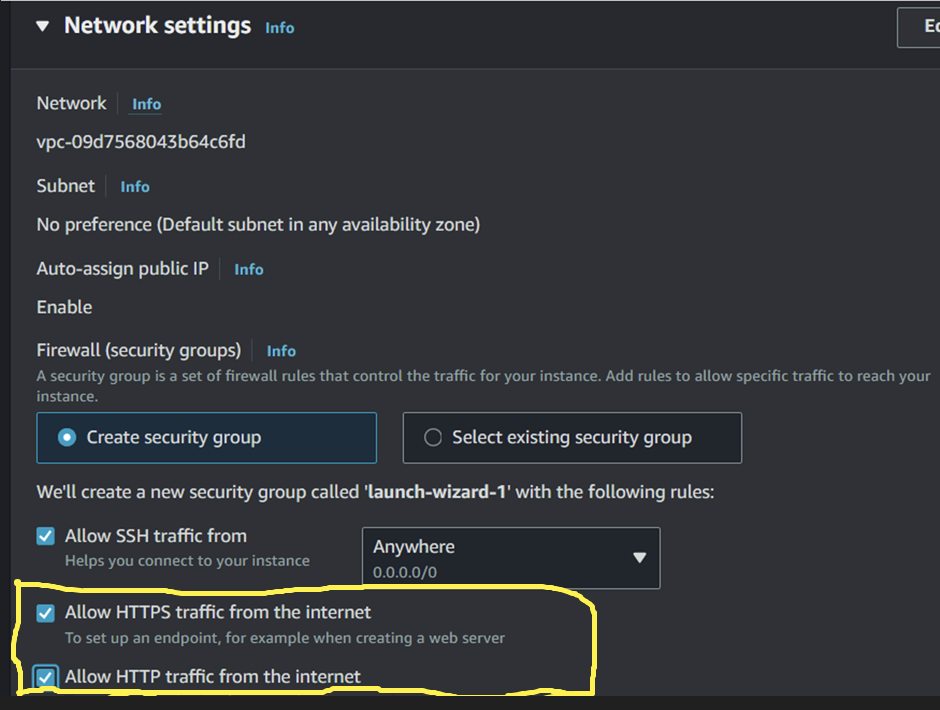 Network settings Info
Network Info
vpc-09d7568043b64c6fd
Subnet Info
No preference (Default subnet in any availability zone)
Auto-assign public IP Info
Enable
Firewall (security groups) Info
A security group is a set of firewall rules that control the traffic for your instance. Add rules to allow specific traffic to reach your
instance.
Create security group Select existing security group
We'll create a new security group called 'launch-wizard-1' with the following rules:
Allow SSH traffic from
Helps you connect to your instance
Anywhere
0.0.0.0/0
Allow HTTPS traffic from the internet
To set up an endpoint, for example when creating a web server
Allow HTTP traffic from the internet